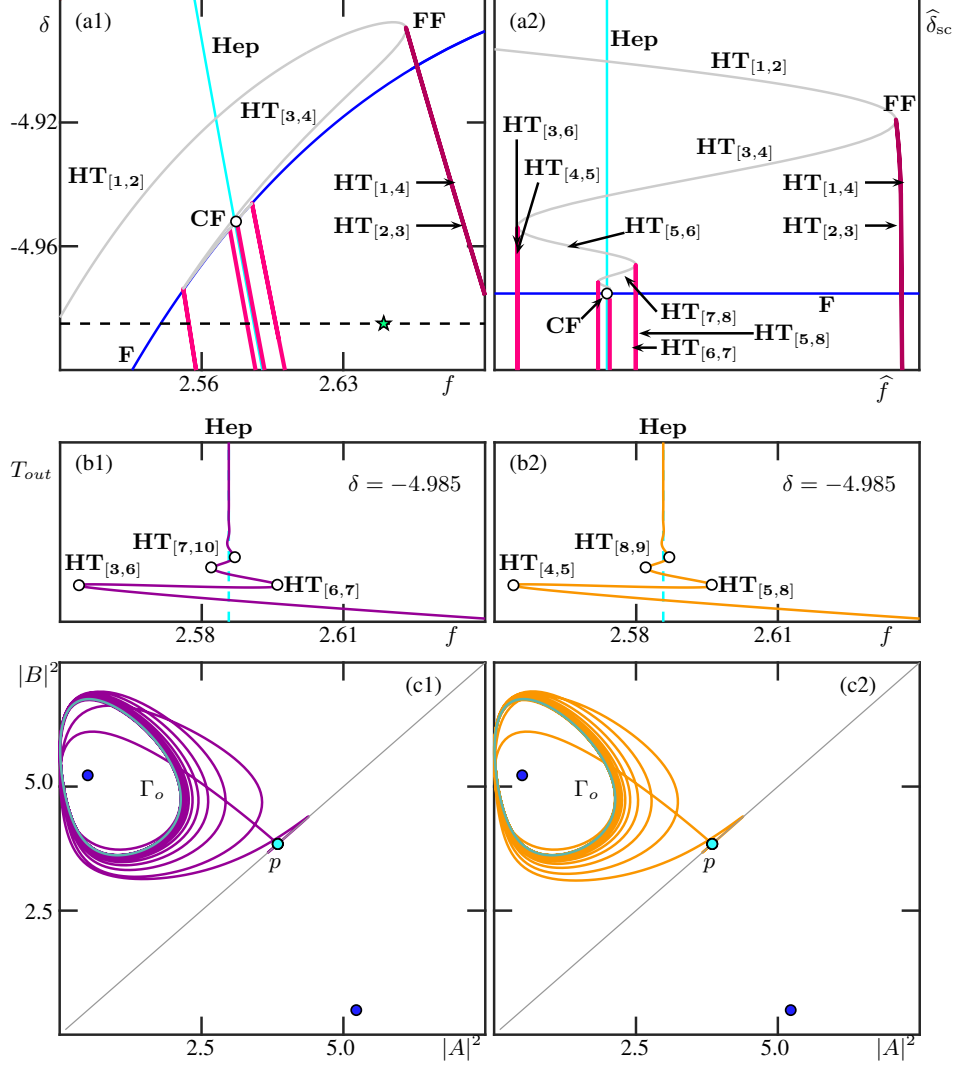 δ
(a1)
FF
Hep
HT[3,4]
-4.92
HT[1,2]
HT[1,4]
CF
HT[2,3]
-4.96
F
2.56
2.63
f
(a2)
δ̂sc
Hep
HT[1,2]
FF
HT[3,6]
HT[3,4]
HT[4,5]
HT[1,4]
HT[5,6]
HT[2,3]
HT[7,8]
F
CF
HT[5,8]
HT[6,7]
f̂
Hep
(b1)
Tout
δ = −4.985
HT[7,10]
HT[3,6]
HT[6,7]
2.58
2.61
f
Hep
(b2)
δ = −4.985
HT[8,9]
HT[4,5]
HT[5,8]
2.58
2.61
f
|B|²
(c1)
5.0
Γo
p
2.5
2.5
5.0
|A|²
(c2)
Γo
p
2.5
5.0
|A|²